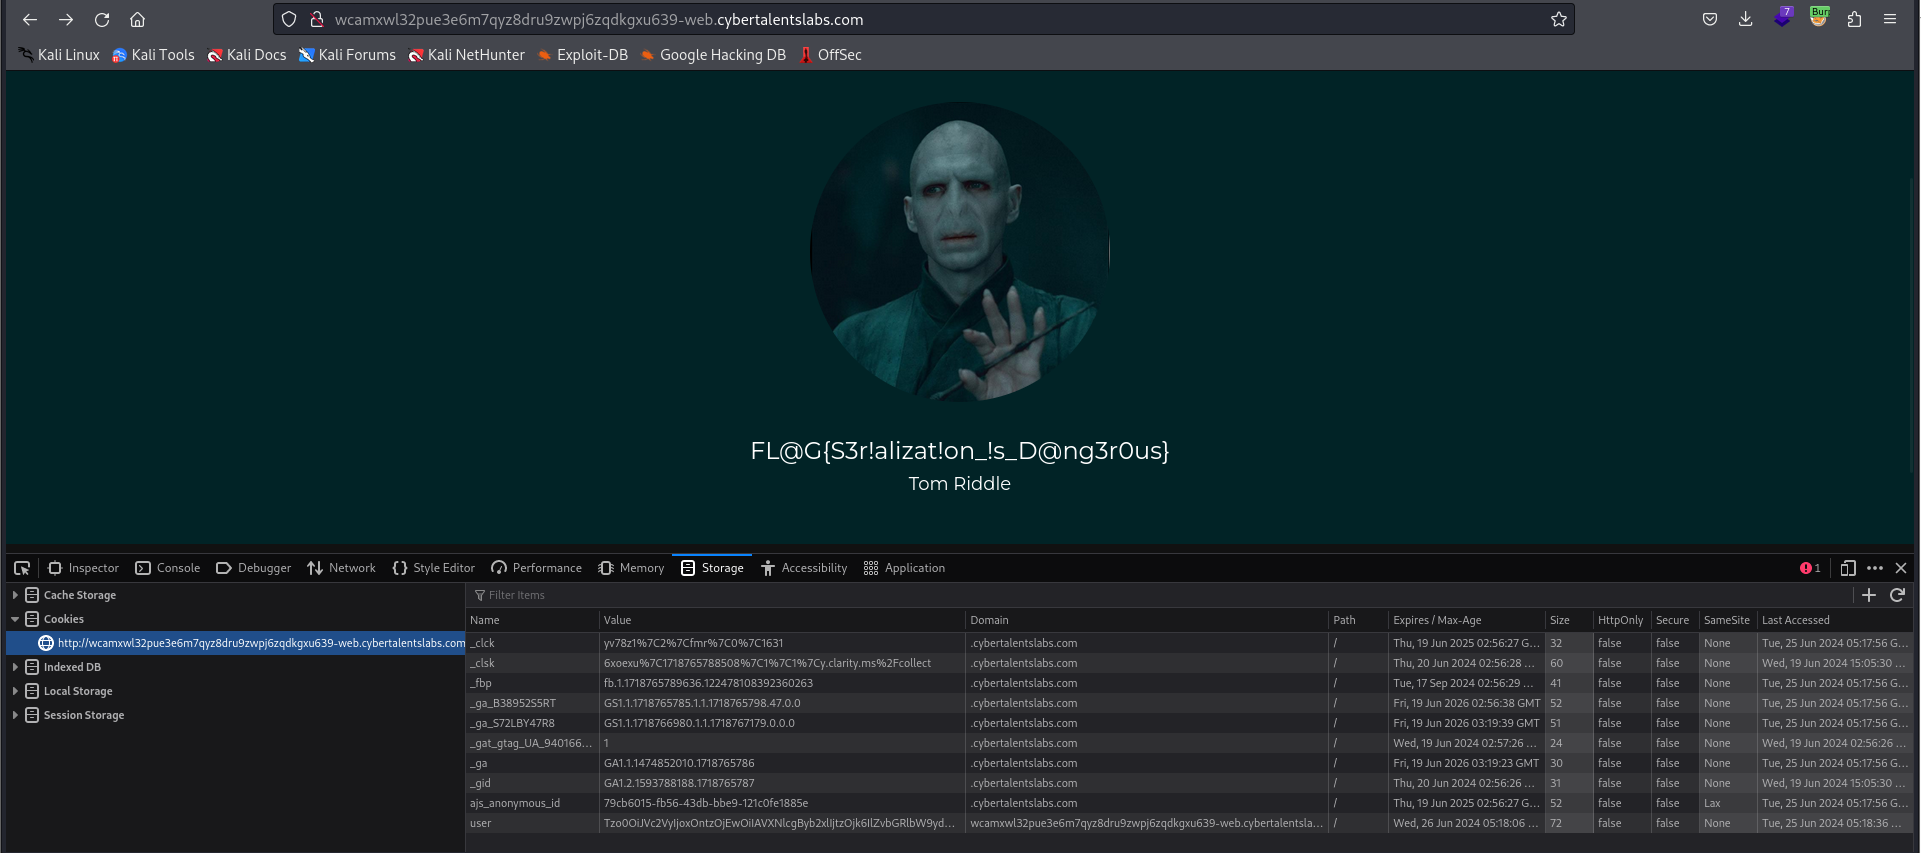 wcamxwl32pue3e6m7qyz8dru9zwpj6zqdkgxu639-web.cybertalentslabs.com
7
Kali Linux Kali Tools Kali Docs Kali Forums Kali NetHunter Exploit-DB Google Hacking DB OffSec
FL@G{S3r!alizat!on_!s_D@ng3r0us}
Tom Riddle
Inspector Console Debugger Network Style Editor Performance Memory Storage Accessibility Application 1
Cache Storage
Cookies
http://wcamxwl32pue3e6m7qyz8dru9zwpj6zqdkgxu639-web.cybertalentslabs.com
Indexed DB
Local Storage
Session Storage
Filter Items
Name Value Domain Path Expires / Max-Age Size HttpOnly Secure SameSite Last Accessed
_clck yv78z1%7C2%7Cfmr%7C0%7C1631 .cybertalentslabs.com / Thu, 19 Jun 2025 02:56:27 G... 32 false false None Tue, 25 Jun 2024 05:17:56 G...
_clsk 6xoexu%7C1718765788508%7C1%7C1%7Cy.clarity.ms%2Fcollect .cybertalentslabs.com / Thu, 20 Jun 2024 02:56:28 ... 60 false false None Wed, 19 Jun 2024 15:05:30 ...
_fbp fb.1.1718765789636.122478108392360263 .cybertalentslabs.com / Tue, 17 Sep 2024 02:56:29 ... 41 false false None Tue, 25 Jun 2024 05:17:56 G...
_ga_B38952S5RT GS1.1.1718765785.1.1.1718765798.47.0.0 .cybertalentslabs.com / Fri, 19 Jun 2026 02:56:38 GMT 52 false false None Tue, 25 Jun 2024 05:17:56 G...
_ga_S72LBY47R8 GS1.1.1718766980.1.1.1718767179.0.0.0 .cybertalentslabs.com / Fri, 19 Jun 2026 03:19:39 GMT 51 false false None Tue, 25 Jun 2024 05:17:56 G...
_gat_gtag_UA_940166... 1 .cybertalentslabs.com / Wed, 19 Jun 2024 02:57:26 ... 24 false false None Wed, 19 Jun 2024 02:56:26 ...
_ga GA1.1.1474852010.1718765786 .cybertalentslabs.com / Fri, 19 Jun 2026 03:19:23 GMT 30 false false None Tue, 25 Jun 2024 05:17:56 G...
_gid GA1.2.1593788188.1718765787 .cybertalentslabs.com / Thu, 20 Jun 2024 02:56:26 ... 31 false false None Wed, 19 Jun 2024 15:05:30 ...
ajs_anonymous_id 79cb6015-fb56-43db-bbe9-121c0fe1885e .cybertalentslabs.com / Thu, 19 Jun 2025 02:56:27 G... 52 false false Lax Tue, 25 Jun 2024 05:17:56 G...
user wcamxwl32pue3e6m7qyz8dru9zwpj6zqdkgxu639-web.cybertalentsla... / Wed, 26 Jun 2024 05:18:06 ... 72 false false None Tue, 25 Jun 2024 05:18:36 ...